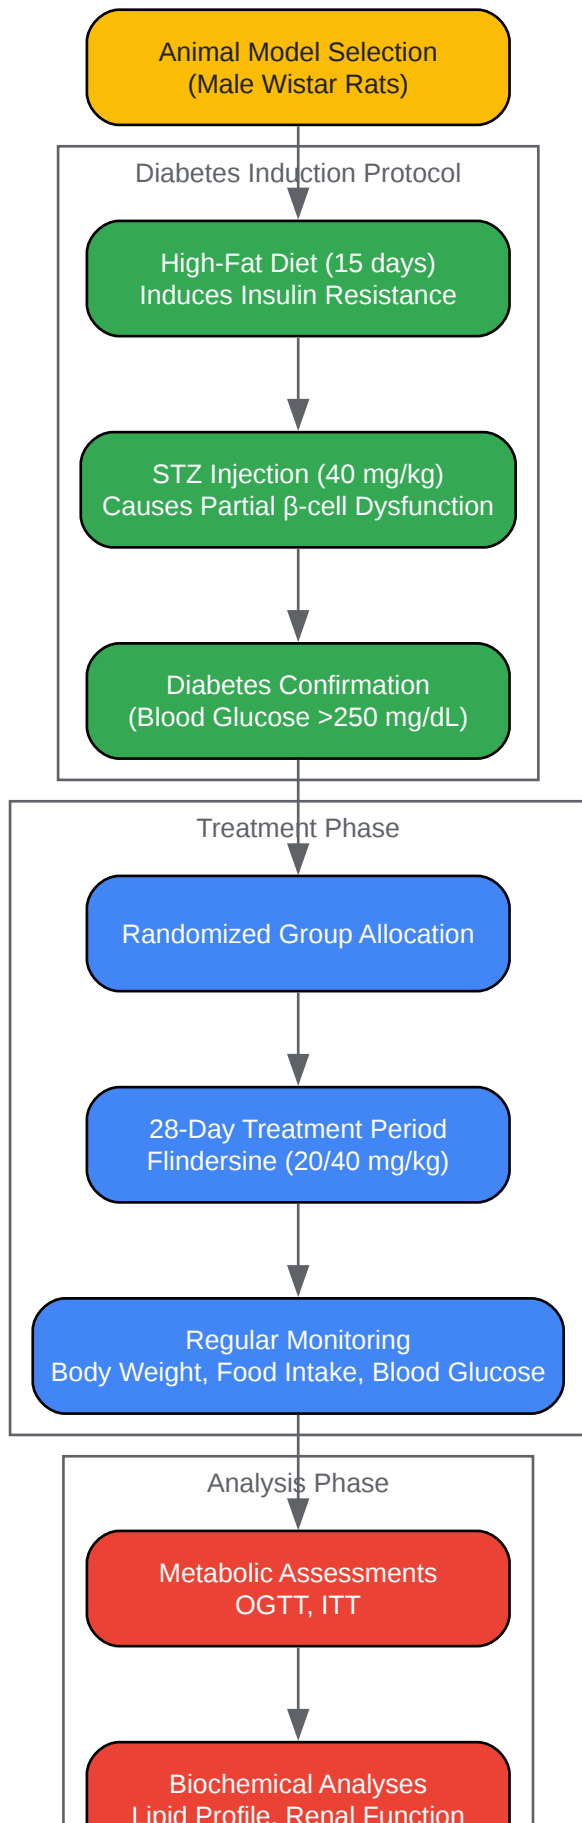 Animal Model Selection
(Male Wistar Rats)
Diabetes Induction Protocol
High-Fat Diet (15 days)
Induces Insulin Resistance
STZ Injection (40 mg/kg)
Causes Partial β-cell Dysfunction
Diabetes Confirmation
(Blood Glucose >250 mg/dL)
Treatment Phase
Randomized Group Allocation
28-Day Treatment Period
Flindersine (20/40 mg/kg)
Regular Monitoring
Body Weight, Food Intake, Blood Glucose
Analysis Phase
Metabolic Assessments
OGTT, ITT
Biochemical Analyses
Lipid Profile, Renal Function